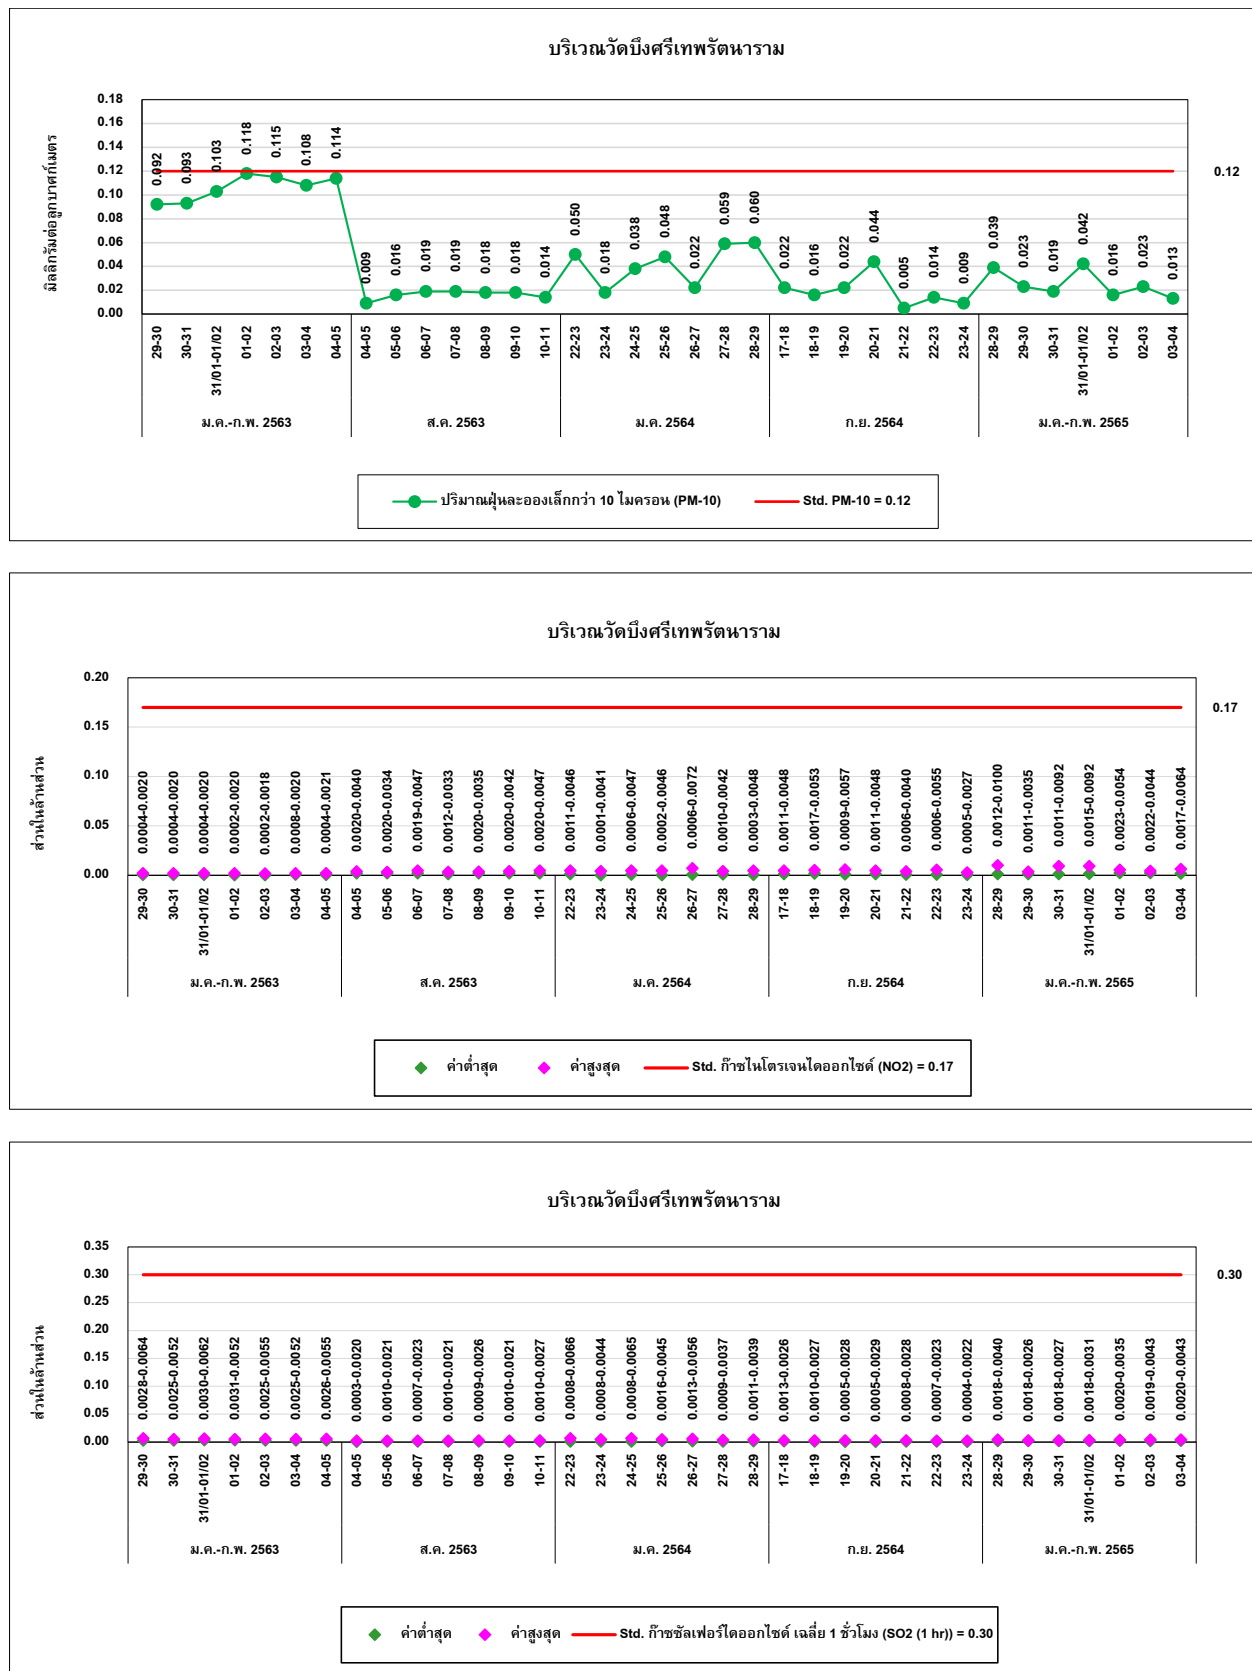 บริเวณวัดบึงศรีเทพรัตนาราม
มิลลิกรัมต่อลูกบาศก์เมตร
0.18
0.16
0.14
0.12
0.10
0.08
0.06
0.04
0.02
0.00
0.092 0.093 0.103 0.118 0.115 0.108 0.114 0.009 0.016 0.019 0.019 0.018 0.018 0.014 0.050 0.018 0.038 0.048 0.022 0.059 0.060 0.022 0.016 0.022 0.044 0.005 0.014 0.009 0.039 0.023 0.019 0.042 0.016 0.023 0.013
0.12
29-30 30-31 31/01-01/02 01-02 02-03 03-04 04-05 04-05 05-06 06-07 07-08 08-09 09-10 10-11 22-23 23-24 24-25 25-26 26-27 27-28 28-29 17-18 18-19 19-20 20-21 21-22 22-23 23-24 28-29 29-30 30-31 31/01-01/02 01-02 02-03 03-04
ม.ค.-ก.พ. 2563 ส.ค. 2563 ม.ค. 2564 ก.ย. 2564 ม.ค.-ก.พ. 2565
ปริมาณฝุ่นละอองเล็กกว่า 10 ไมครอน (PM-10) Std. PM-10 = 0.12
บริเวณวัดบึงศรีเทพรัตนาราม
ส่วนในล้านส่วน
0.20
0.15
0.10
0.05
0.00
0.0004-0.0020 0.0004-0.0020 0.0004-0.0020 0.0002-0.0020 0.0002-0.0018 0.0008-0.0020 0.0004-0.0021 0.0020-0.0040 0.0020-0.0034 0.0019-0.0047 0.0012-0.0033 0.0020-0.0035 0.0020-0.0042 0.0020-0.0047 0.0011-0.0046 0.0001-0.0041 0.0006-0.0047 0.0002-0.0046 0.0006-0.0072 0.0010-0.0042 0.0003-0.0048 0.0011-0.0048 0.0017-0.0053 0.0009-0.0057 0.0011-0.0048 0.0006-0.0040 0.0006-0.0055 0.0005-0.0027 0.0012-0.0100 0.0011-0.0035 0.0011-0.0092 0.0015-0.0092 0.0023-0.0054 0.0022-0.0044 0.0017-0.0064
0.17
29-30 30-31 31/01-01/02 01-02 02-03 03-04 04-05 04-05 05-06 06-07 07-08 08-09 09-10 10-11 22-23 23-24 24-25 25-26 26-27 27-28 28-29 17-18 18-19 19-20 20-21 21-22 22-23 23-24 28-29 29-30 30-31 31/01-01/02 01-02 02-03 03-04
ม.ค.-ก.พ. 2563 ส.ค. 2563 ม.ค. 2564 ก.ย. 2564 ม.ค.-ก.พ. 2565
ค่าต่ำสุด ค่าสูงสุด Std. ก๊าซไนโตรเจนไดออกไซด์ (NO2) = 0.17
บริเวณวัดบึงศรีเทพรัตนาราม
ส่วนในล้านส่วน
0.35
0.30
0.25
0.20
0.15
0.10
0.05
0.00
0.0028-0.0064 0.0025-0.0052 0.0030-0.0062 0.0031-0.0052 0.0025-0.0055 0.0025-0.0052 0.0026-0.0055 0.0003-0.0020 0.0010-0.0021 0.0007-0.0023 0.0010-0.0021 0.0009-0.0026 0.0010-0.0021 0.0010-0.0027 0.0008-0.0066 0.0008-0.0044 0.0008-0.0065 0.0016-0.0045 0.0013-0.0056 0.0009-0.0037 0.0011-0.0039 0.0013-0.0026 0.0010-0.0027 0.0005-0.0028 0.0005-0.0029 0.0008-0.0028 0.0007-0.0023 0.0004-0.0022 0.0018-0.0040 0.0018-0.0026 0.0018-0.0027 0.0018-0.0031 0.0020-0.0035 0.0019-0.0043 0.0020-0.0043
0.30
29-30 30-31 31/01-01/02 01-02 02-03 03-04 04-05 04-05 05-06 06-07 07-08 08-09 09-10 10-11 22-23 23-24 24-25 25-26 26-27 27-28 28-29 17-18 18-19 19-20 20-21 21-22 22-23 23-24 28-29 29-30 30-31 31/01-01/02 01-02 02-03 03-04
ม.ค.-ก.พ. 2563 ส.ค. 2563 ม.ค. 2564 ก.ย. 2564 ม.ค.-ก.พ. 2565
ค่าต่ำสุด ค่าสูงสุด Std. ก๊าซซัลเฟอร์ไดออกไซด์ เฉลี่ย 1 ชั่วโมง (SO2 (1 hr)) = 0.30